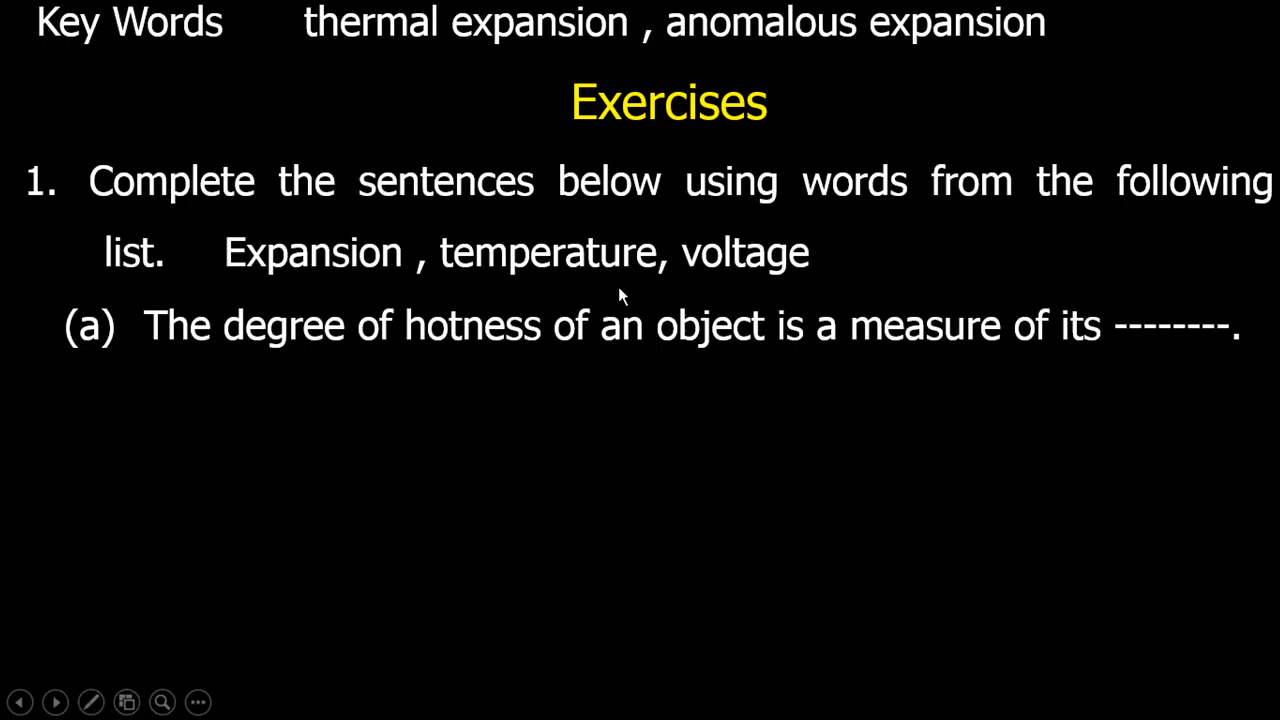 Key Words thermal expansion , anomalous expansion
Exercises
1. Complete the sentences below using words from the following
list. Expansion , temperature, voltage
(a) The degree of hotness of an object is a measure of its --------.